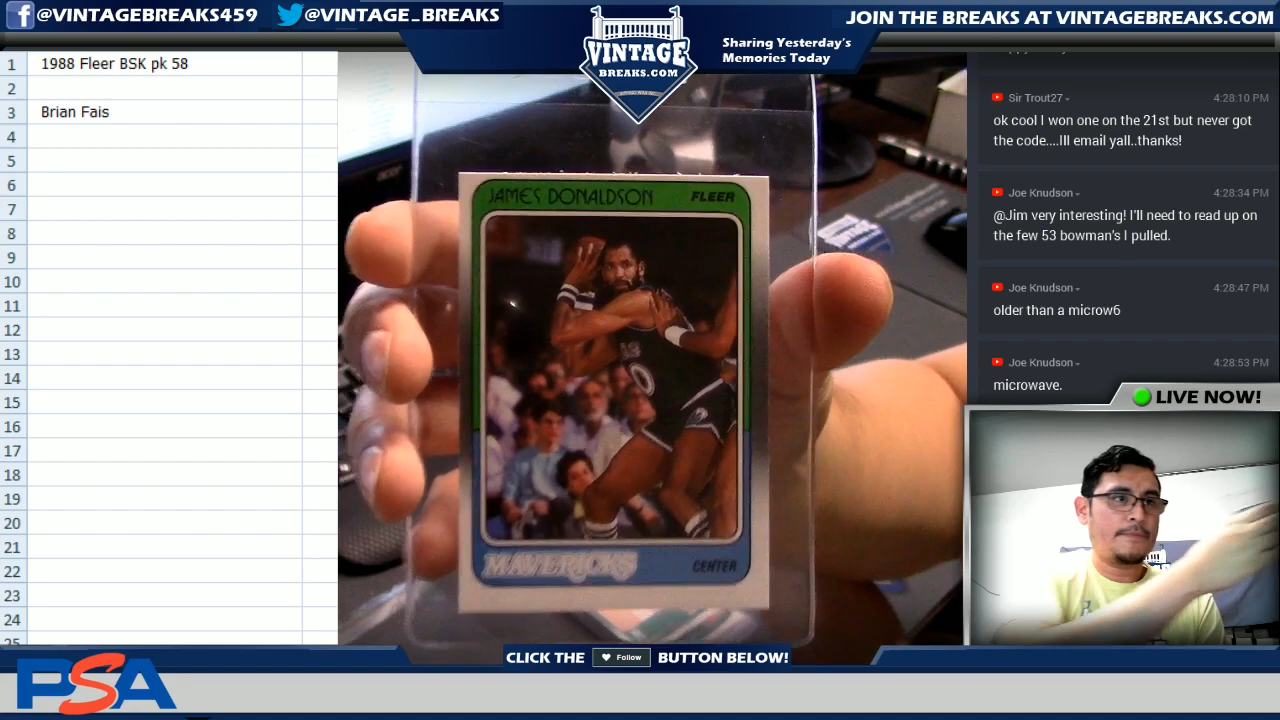 @VINTAGEBREAKS459
@VINTAGE_BREAKS
VINTAGE
BREAKS.COM
Sharing Yesterday's
Memories Today
JOIN THE BREAKS AT VINTAGEBREAKS.COM
1 1988 Fleer BSK pk 58
2
3 Brian Fais
4
5
6
7
8
9
10
11
12
13
14
15
16
17
18
19
20
21
22
23
24
25
JAMES DONALDSON FLEER
MAVERICKS CENTER
Sir Trout27 4:28:10 PM
ok cool I won one on the 21st but never got
the code....Ill email yall..thanks!
Joe Knudson 4:28:34 PM
@Jim very interesting! I'll need to read up on
the few 53 bowman's I pulled.
Joe Knudson 4:28:47 PM
older than a microw6
Joe Knudson 4:28:53 PM
microwave.
LIVE NOW!
CLICK THE Follow BUTTON BELOW!
PSA